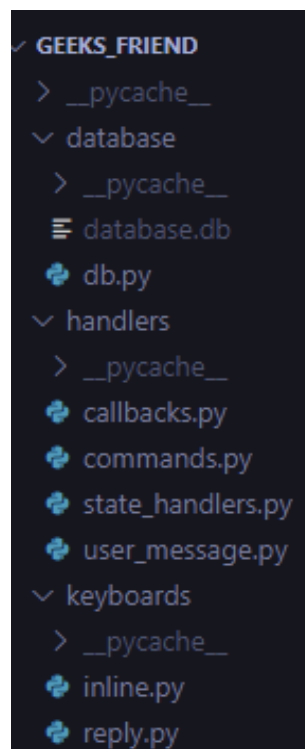 GEEKS_FRIEND
__pycache__
database
__pycache__
database.db
db.py
handlers
__pycache__
callbacks.py
commands.py
state_handlers.py
user_message.py
keyboards
__pycache__
inline.py
reply.py